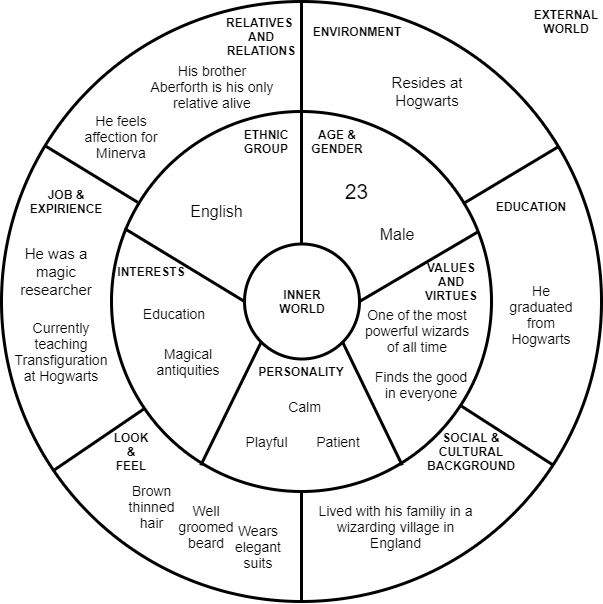 EXTERNAL
WORLD
RELATIVES
AND
RELATIONS
His brother
Aberforth is his only
relative alive
He feels
affection for
Minerva
ENVIRONMENT
Resides at
Hogwarts
ETHNIC
GROUP
English
AGE &
GENDER
23
Male
JOB &
EXPIRIENCE
He was a
magic
researcher
Currently
teaching
Transfiguration
at Hogwarts
EDUCATION
He
graduated
from
Hogwarts
INTERESTS
Education
Magical
antiquities
INNER
WORLD
VALUES
AND
VIRTUES
One of the most
powerful wizards
of all time
Finds the good
in everyone
PERSONALITY
Calm
Playful
Patient
LOOK
&
FEEL
Brown
thinned
hair
Well
groomed
beard
Wears
elegant
suits
SOCIAL &
CULTURAL
BACKGROUND
Lived with his familiy in a
wizarding village in
England